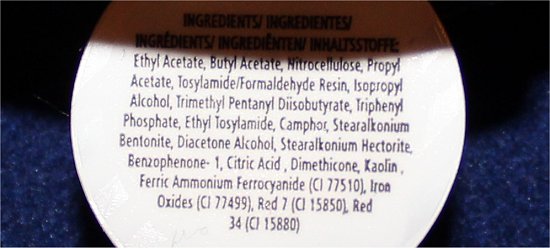 INGREDIENTS/ INGREDIENTES/
INGRÉDIENTS/ INGREDIËNTEN/ INHALTSSTOFFE:
Ethyl Acetate, Butyl Acetate, Nitrocellulose, Propyl
Acetate, Tosylamide/Formaldehyde Resin, Isopropyl
Alcohol, Trimethyl Pentanyl Diisobutyrate, Triphenyl
Phosphate, Ethyl Tosylamide, Camphor, Stearalkonium
Bentonite, Diacetone Alcohol, Stearalkonium Hectorite,
Benzophenone- 1, Citric Acid , Dimethicone, Kaolin ,
Ferric Ammonium Ferrocyanide (CI 77510), Iron
Oxides (CI 77499), Red 7 (CI 15850), Red
34 (CI 15880)